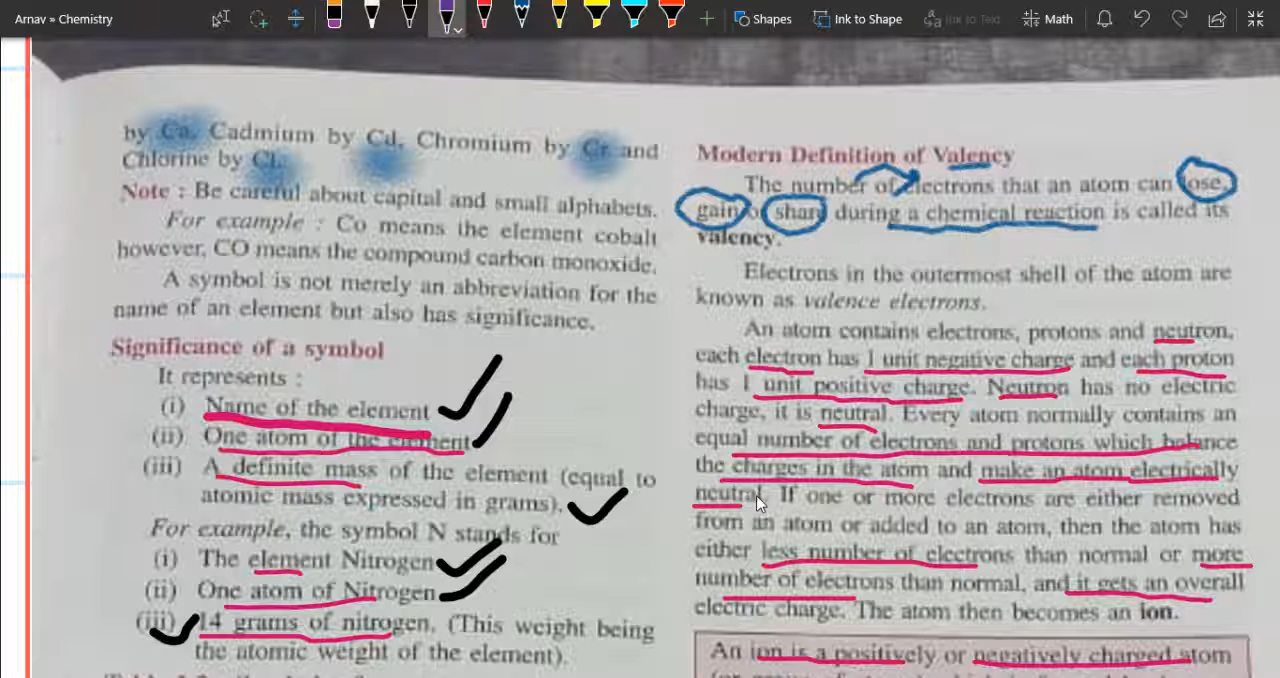 Arnav » Chemistry
Shapes
Ink to Shape
Ink to Text
Math
by Ca, Cadmium by Cd, Chromium by Cr and
Chlorine by Cl.
Note : Be careful about capital and small alphabets.
For example : Co means the element cobalt
however, CO means the compound carbon monoxide.
A symbol is not merely an abbreviation for the
name of an element but also has significance.
Significance of a symbol
It represents :
(i) Name of the element
(ii) One atom of the element
(iii) A definite mass of the element (equal to
atomic mass expressed in grams).
For example, the symbol N stands for
(i) The element Nitrogen
(ii) One atom of Nitrogen
(iii) 14 grams of nitrogen. (This weight being
the atomic weight of the element).
Modern Definition of Valency
The number of electrons that an atom can lose,
gain or share during a chemical reaction is called its
valency.
Electrons in the outermost shell of the atom are
known as valence electrons.
An atom contains electrons, protons and neutron,
each electron has 1 unit negative charge and each proton
has 1 unit positive charge. Neutron has no electric
charge, it is neutral. Every atom normally contains an
equal number of electrons and protons which balance
the charges in the atom and make an atom electrically
neutral. If one or more electrons are either removed
from an atom or added to an atom, then the atom has
either less number of electrons than normal or more
number of electrons than normal, and it gets an overall
electric charge. The atom then becomes an ion.
An ion is a positively or negatively charged atom